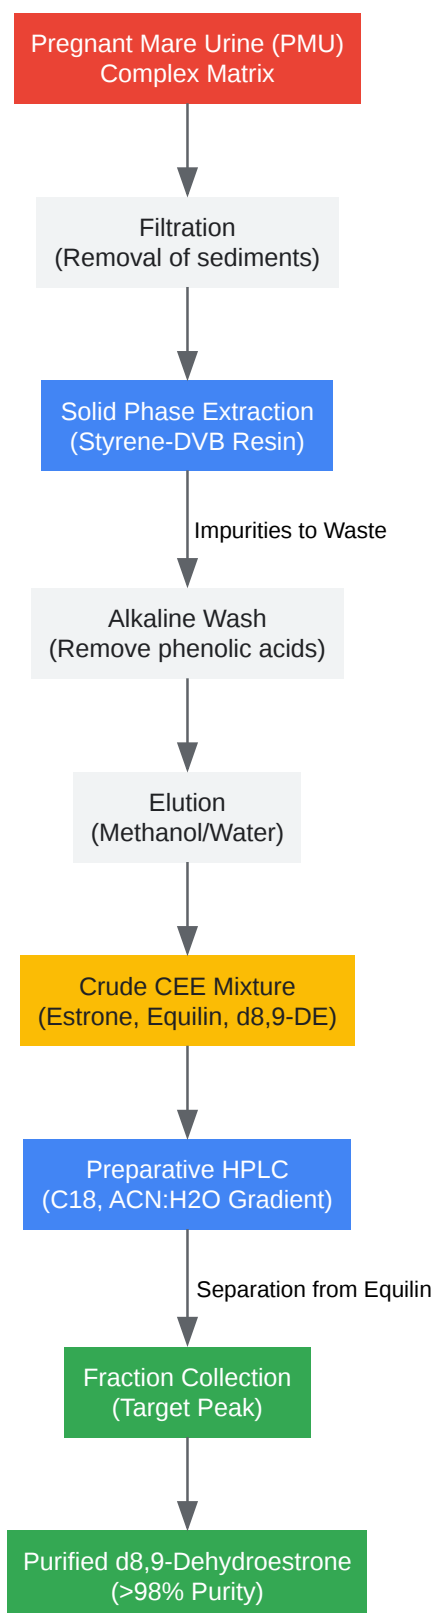 Pregnant Mare Urine (PMU)
Complex Matrix
Filtration
(Removal of sediments)
Solid Phase Extraction
(Styrene-DVB Resin)
Impurities to Waste
Alkaline Wash
(Remove phenolic acids)
Elution
(Methanol/Water)
Crude CEE Mixture
(Estrone, Equilin, d8,9-DE)
Preparative HPLC
(C18, ACN:H2O Gradient)
Separation from Equilin
Fraction Collection
(Target Peak)
Purified d8,9-Dehydroestrone
(>98% Purity)